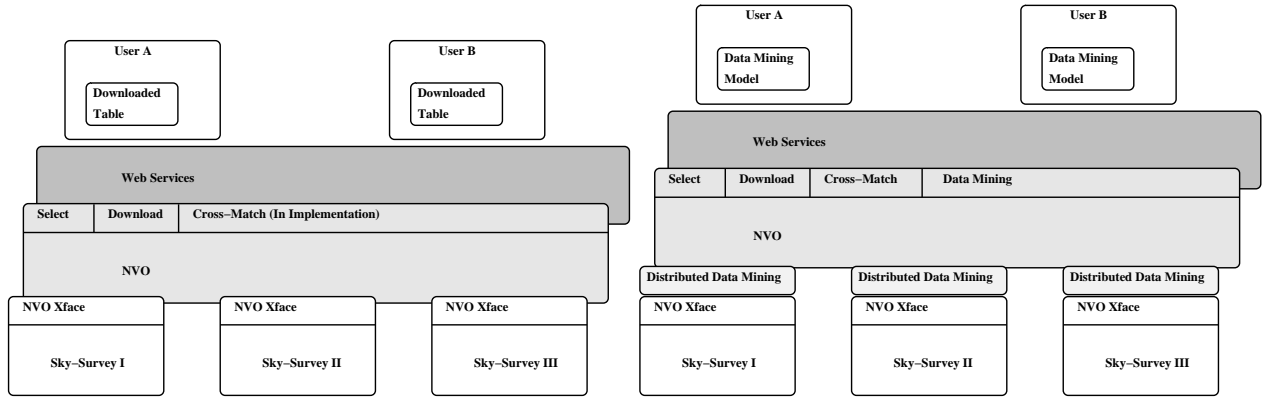 User A
User B
Downloaded
Table
Downloaded
Table
Web Services
Select
Download
Cross−Match (In Implementation)
NVO
NVO Xface
NVO Xface
NVO Xface
Sky−Survey I
Sky−Survey II
Sky−Survey III
User A
User B
Data Mining
Model
Data Mining
Model
Web Services
Select
Download
Cross−Match
Data Mining
NVO
Distributed Data Mining
Distributed Data Mining
Distributed Data Mining
NVO Xface
NVO Xface
NVO Xface
Sky−Survey I
Sky−Survey II
Sky−Survey III